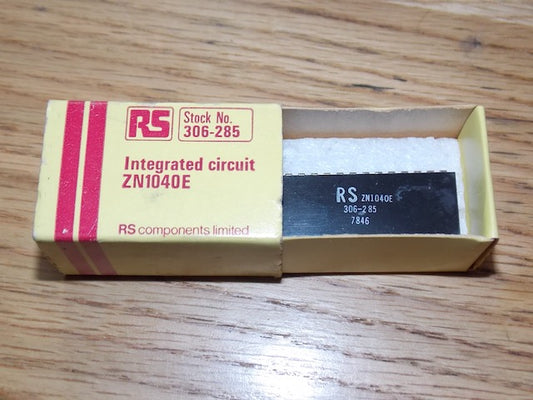 RS
Stock No.
306-285
Integrated circuit
ZN1040E
RS components limited
RS ZN1040E
306-285
7846